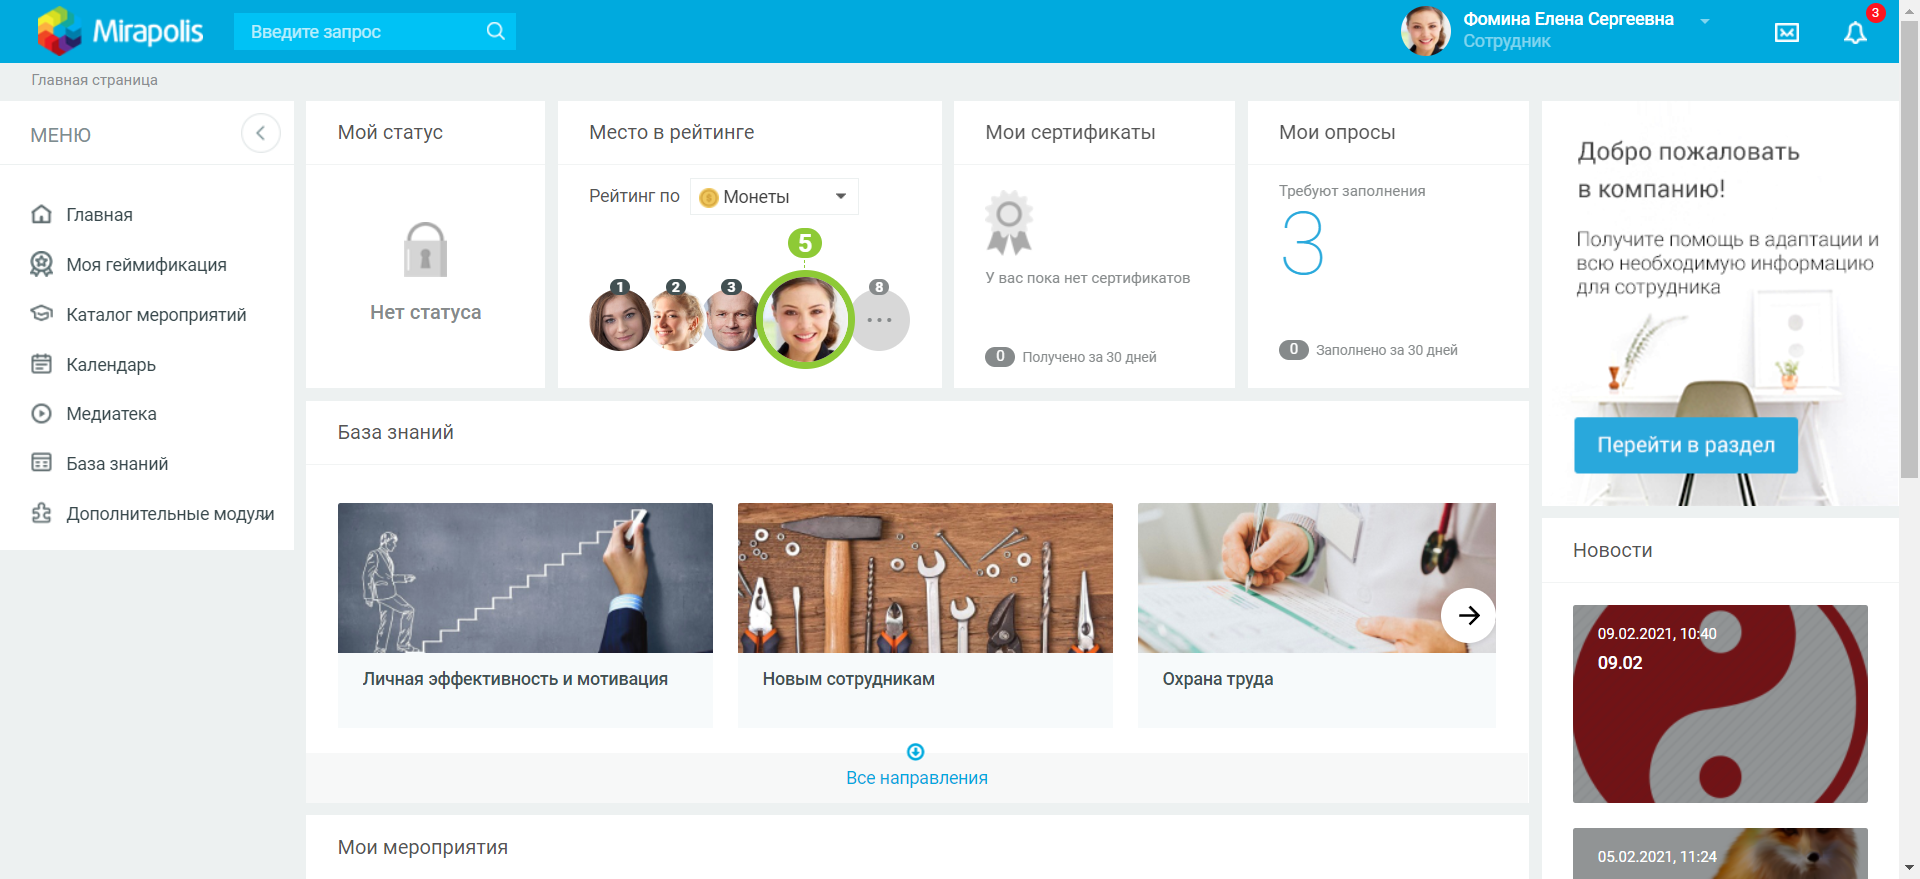 Mirapolis
Введите запрос
Фомина Елена Сергеевна
Сотрудник
3
Главная страница
МЕНЮ
Главная
Моя геймификация
Каталог мероприятий
Календарь
Медиатека
База знаний
Дополнительные модули
Мой статус
Нет статуса
Место в рейтинге
Рейтинг по
Монеты
5
1
2
3
8
Мои сертификаты
У вас пока нет сертификатов
0 Получено за 30 дней
Мои опросы
Требуют заполнения
3
0 Заполнено за 30 дней
База знаний
Личная эффективность и мотивация
Новым сотрудникам
Охрана труда
Все направления
Мои мероприятия
Добро пожаловать
в компанию!
Получите помощь в адаптации и
всю необходимую информацию
для сотрудника
Перейти в раздел
Новости
09.02.2021, 10:40
09.02
05.02.2021, 11:24